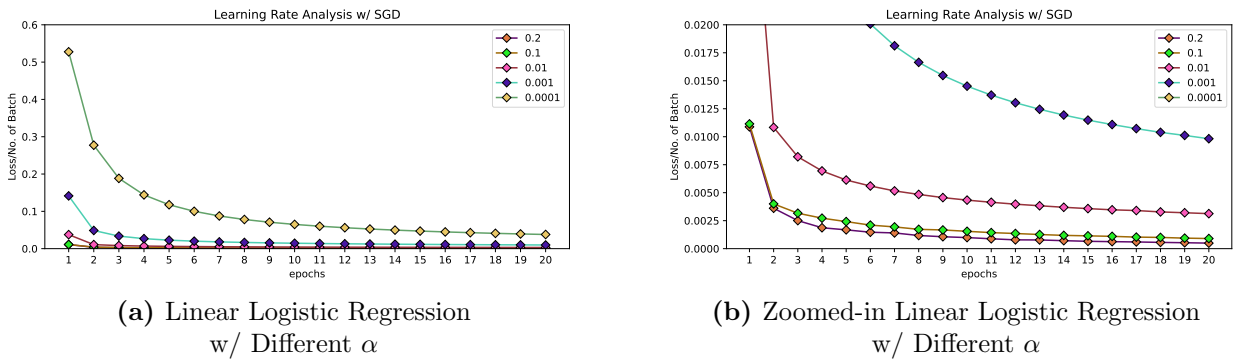 Learning Rate Analysis w/ SGD
Loss/No. of Batch
0.6
0.5
0.4
0.3
0.2
0.1
0.0
1 2 3 4 5 6 7 8 9 10 11 12 13 14 15 16 17 18 19 20
epochs
0.2
0.1
0.01
0.001
0.0001
(a) Linear Logistic Regression
w/ Different α
Learning Rate Analysis w/ SGD
Loss/No. of Batch
0.0200
0.0175
0.0150
0.0125
0.0100
0.0075
0.0050
0.0025
0.0000
1 2 3 4 5 6 7 8 9 10 11 12 13 14 15 16 17 18 19 20
epochs
0.2
0.1
0.01
0.001
0.0001
(b) Zoomed-in Linear Logistic Regression
w/ Different α